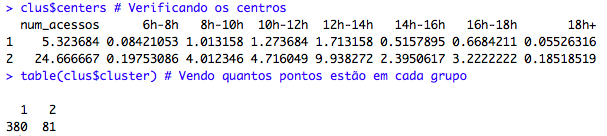 > clus$centers # Verificando os centros
num_acessos 6h-8h 8h-10h 10h-12h 12h-14h 14h-16h 16h-18h 18h+
1 5.323684 0.08421053 1.013158 1.273684 1.713158 0.5157895 0.6684211 0.05526316
2 24.666667 0.19753086 4.012346 4.716049 9.938272 2.3950617 3.2222222 0.18518519
> table(clus$cluster) # Vendo quantos pontos estão em cada grupo
1 2
380 81